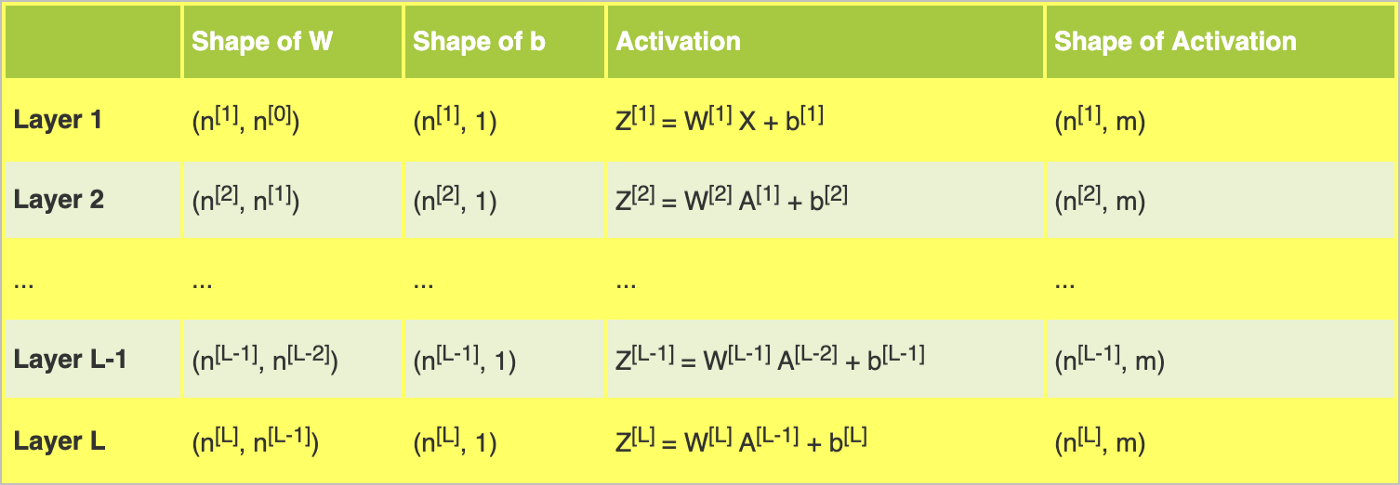 Shape of W Shape of b Activation Shape of Activation
Layer 1 (n[1], n[0]) (n[1], 1) Z[1] = W[1] X + b[1] (n[1], m)
Layer 2 (n[2], n[1]) (n[2], 1) Z[2] = W[2] A[1] + b[2] (n[2], m)
... ... ... ... ...
Layer L-1 (n[L-1], n[L-2]) (n[L-1], 1) Z[L-1] = W[L-1] A[L-2] + b[L-1] (n[L-1], m)
Layer L (n[L], n[L-1]) (n[L], 1) Z[L] = W[L] A[L-1] + b[L] (n[L], m)